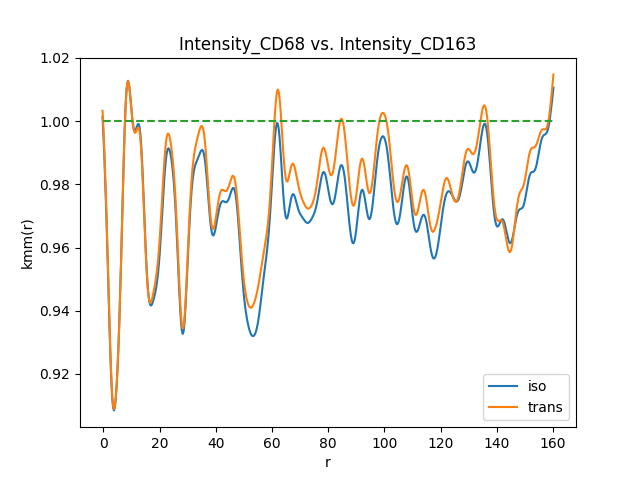 Intensity_CD68 vs. Intensity_CD163
1.02
1.00
0.98
0.96
0.94
0.92
kmm(r)
0 20 40 60 80 100 120 140 160
r
iso
trans